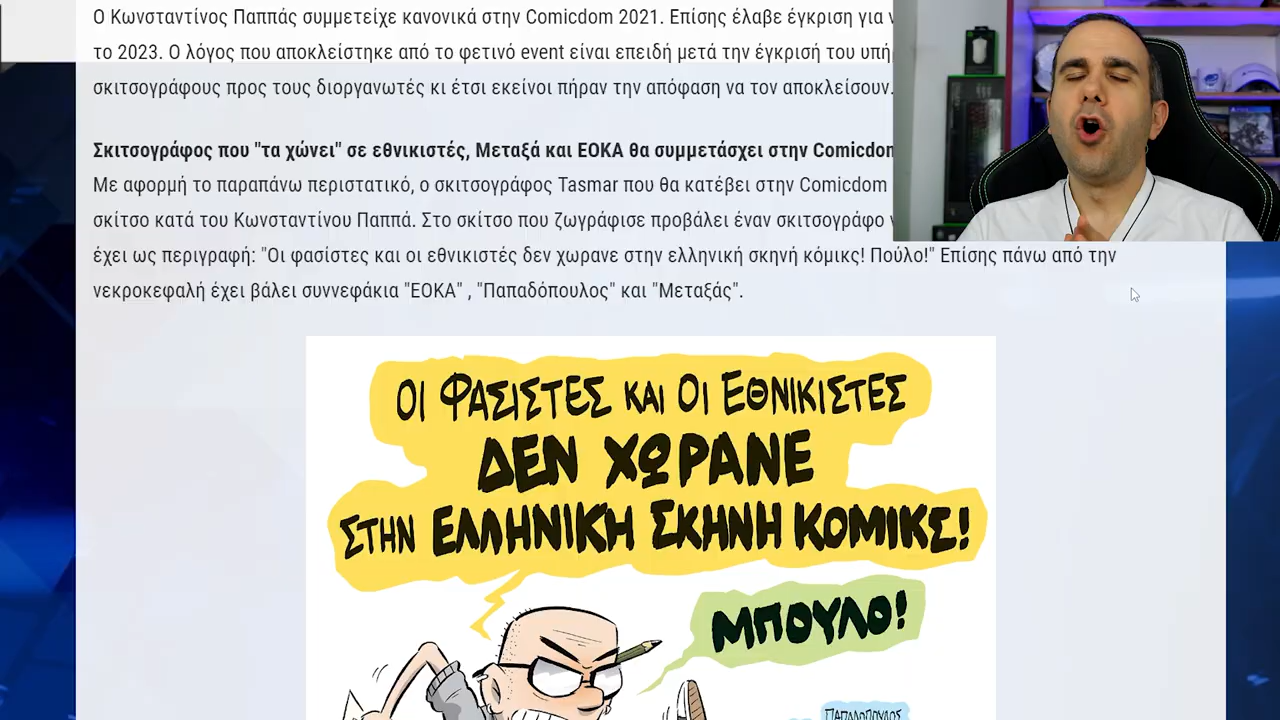 Ο Κωνσταντίνος Παππάς συμμετείχε κανονικά στην Comicdom 2021. Επίσης έλαβε έγκριση για
το 2023. Ο λόγος που αποκλείστηκε από το φετινό event είναι επειδή μετά την έγκρισή του
σκιτσογράφους προς τους διοργανωτές κι έτσι εκείνοι πήραν την απόφαση να τον αποκλείσουν.
Σκιτσογράφος που "τα χώνει" σε εθνικιστές, Μεταξά και ΕΟΚΑ θα συμμετάσχει στην
Με αφορμή το παραπάνω περιστατικό, ο σκιτσογράφος Tasmar που θα κατέβει στην Comicdom
σκίτσο κατά του Κωνσταντίνου Παππά. Στο σκίτσο που ζωγράφισε προβάλει έναν σκιτσογράφο
έχει ως περιγραφή: "Οι φασίστες και οι εθνικιστές δεν χωρανε στην ελληνική σκηνή κόμικς! Πούλο!" Επίσης πάνω από την
νεκροκεφαλή έχει βάλει συννεφάκια "ΕΟΚΑ" , "Παπαδόπουλος" και "Μεταξάς".
ΟΙ ΦΑΣΙΣΤΕΣ ΚΑΙ ΟΙ ΕΘΝΙΚΙΣΤΕΣ
ΔΕΝ ΧΩΡΑΝΕ
ΣΤΗΝ ΕΛΛΗΝΙΚΗ ΣΚΗΝΗ ΚΟΜΙΚΣ!
ΜΠΟΥΛΟ!
ΠΑΠΑΔΟΠΟΥΛΟΣ